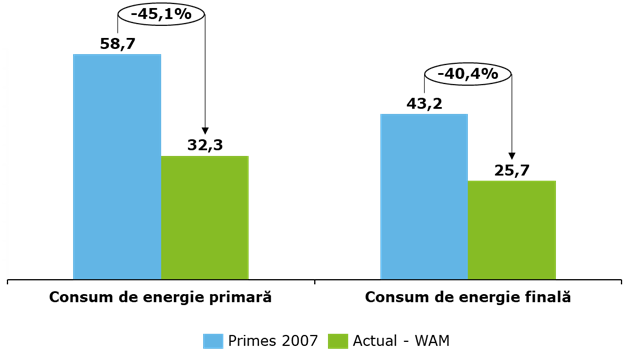 -45,1%
58,7
32,3
-40,4%
43,2
25,7
Consum de energie primară
Consum de energie finală
Primes 2007
Actual - WAM